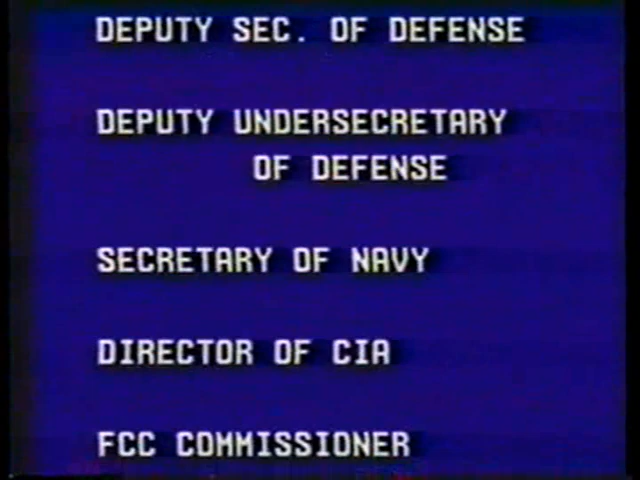 DEPUTY SEC. OF DEFENSE
DEPUTY UNDERSECRETARY
OF DEFENSE
SECRETARY OF NAVY
DIRECTOR OF CIA
FCC COMMISSIONER